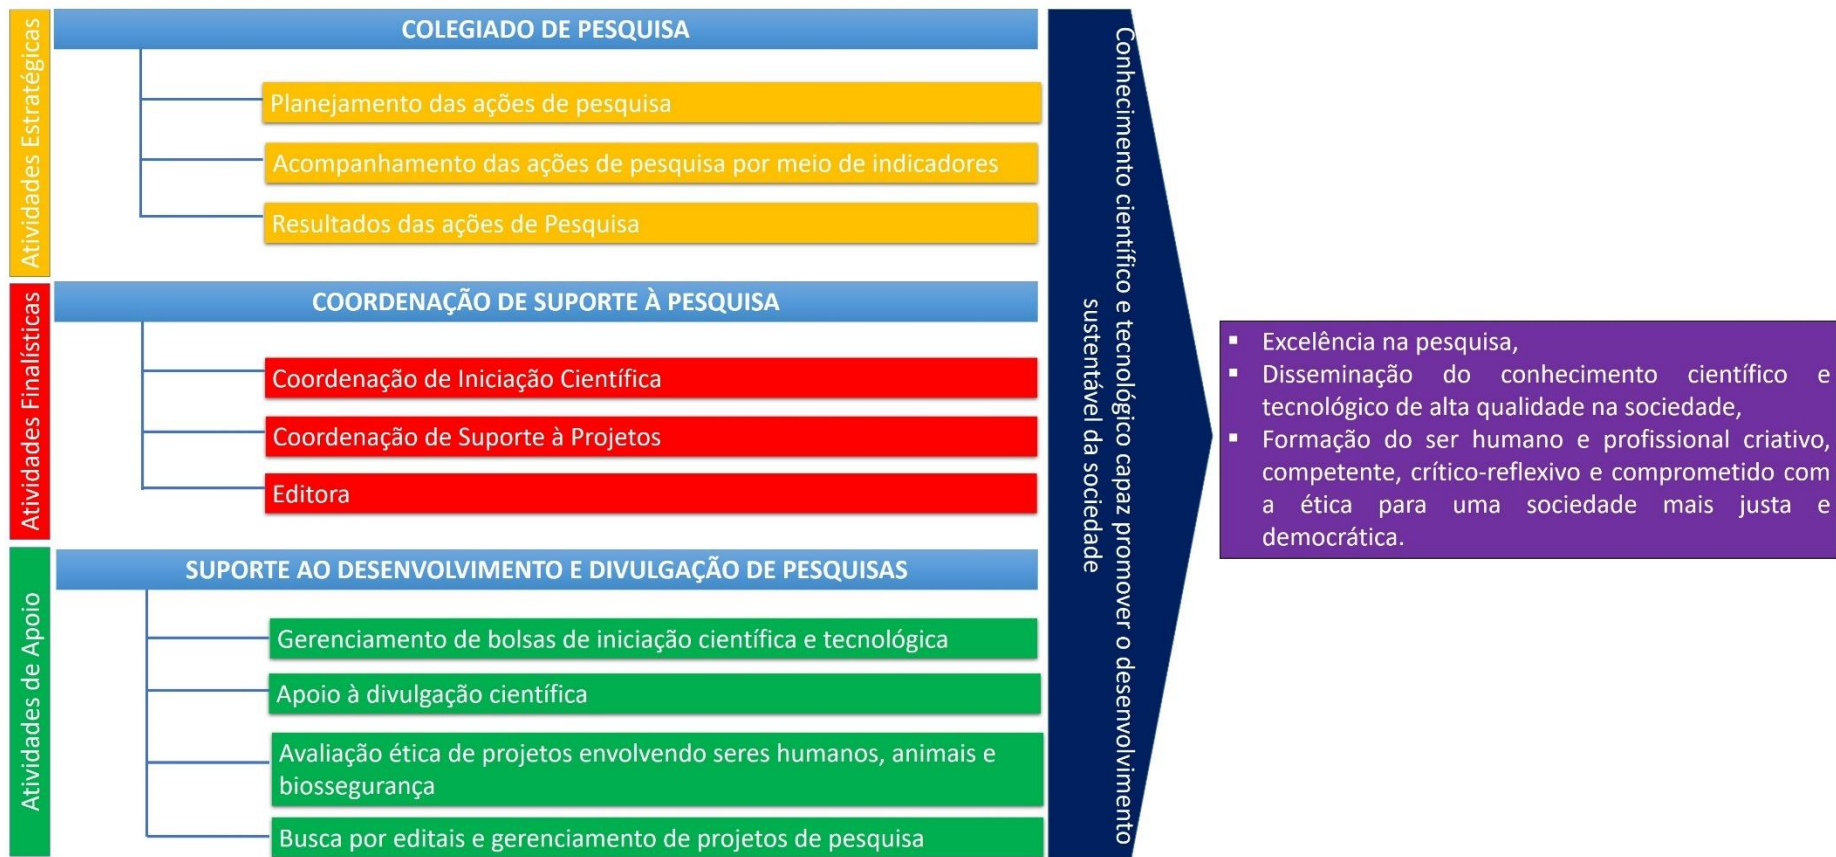 Atividades Estratégicas
COLEGIADO DE PESQUISA
Planejamento das ações de pesquisa
Acompanhamento das ações de pesquisa por meio de indicadores
Resultados das ações de Pesquisa
Atividades Finalísticas
COORDENAÇÃO DE SUPORTE À PESQUISA
Coordenação de Iniciação Científica
Coordenação de Suporte à Projetos
Editora
Atividades de Apoio
SUPORTE AO DESENVOLVIMENTO E DIVULGAÇÃO DE PESQUISAS
Gerenciamento de bolsas de iniciação científica e tecnológica
Apoio à divulgação científica
Avaliação ética de projetos envolvendo seres humanos, animais e
biossegurança
Busca por editais e gerenciamento de projetos de pesquisa
Conhecimento científico e tecnológico capaz promover o desenvolvimento
sustentável da sociedade
▪ Excelência na pesquisa,
▪ Disseminação do conhecimento científico e
tecnológico de alta qualidade na sociedade,
▪ Formação do ser humano e profissional criativo,
competente, crítico-reflexivo e comprometido com
a ética para uma sociedade mais justa e
democrática.